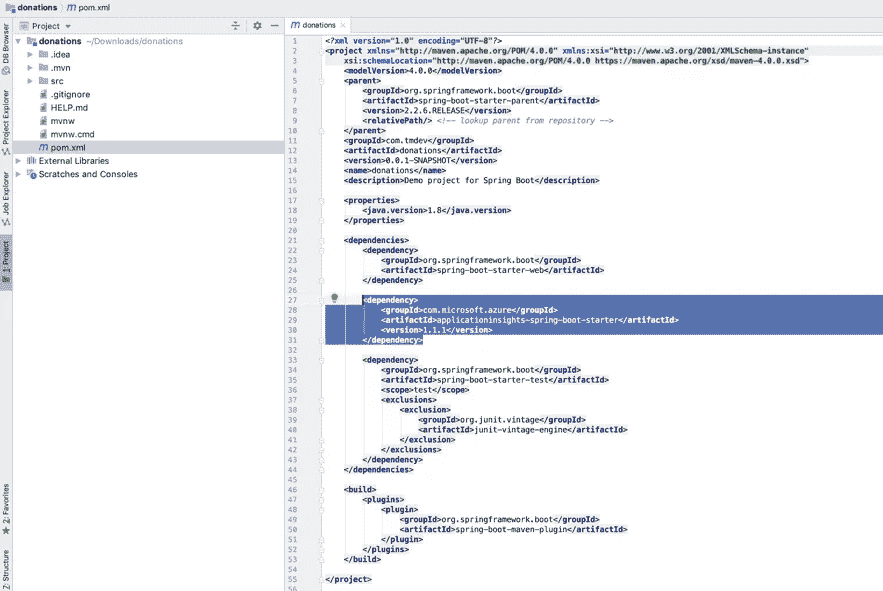 donations pom.xml
Project
donations ~/Downloads/donations
.idea
.mvn
src
.gitignore
HELP.md
mvnw
mvnw.cmd
pom.xml
External Libraries
Scratches and Consoles
DB Browser
Project Explorer
Job Explorer
1: Project
2: Favorites
7: Structure
donations
1 <?xml version="1.0" encoding="UTF-8"?>
2 <project xmlns="http://maven.apache.org/POM/4.0.0" xmlns:xsi="http://www.w3.org/2001/XMLSchema-instance"
3 xsi:schemaLocation="http://maven.apache.org/POM/4.0.0 https://maven.apache.org/xsd/maven-4.0.0.xsd">
4 <modelVersion>4.0.0</modelVersion>
5 <parent>
6 <groupId>org.springframework.boot</groupId>
7 <artifactId>spring-boot-starter-parent</artifactId>
8 <version>2.2.6.RELEASE</version>
9 <relativePath/> <!-- lookup parent from repository -->
10 </parent>
11 <groupId>com.tmdev</groupId>
12 <artifactId>donations</artifactId>
13 <version>0.0.1-SNAPSHOT</version>
14 <name>donations</name>
15 <description>Demo project for Spring Boot</description>
16
17 <properties>
18 <java.version>1.8</java.version>
19 </properties>
20
21 <dependencies>
22 <dependency>
23 <groupId>org.springframework.boot</groupId>
24 <artifactId>spring-boot-starter-web</artifactId>
25 </dependency>
26
27 <dependency>
28 <groupId>com.microsoft.azure</groupId>
29 <artifactId>applicationinsights-spring-boot-starter</artifactId>
30 <version>1.1.1</version>
31 </dependency>
32
33 <dependency>
34 <groupId>org.springframework.boot</groupId>
35 <artifactId>spring-boot-starter-test</artifactId>
36 <scope>test</scope>
37 <exclusions>
38 <exclusion>
39 <groupId>org.junit.vintage</groupId>
40 <artifactId>junit-vintage-engine</artifactId>
41 </exclusion>
42 </exclusions>
43 </dependency>
44 </dependencies>
45
46 <build>
47 <plugins>
48 <plugin>
49 <groupId>org.springframework.boot</groupId>
50 <artifactId>spring-boot-maven-plugin</artifactId>
51 </plugin>
52 </plugins>
53 </build>
54
55 </project>
56